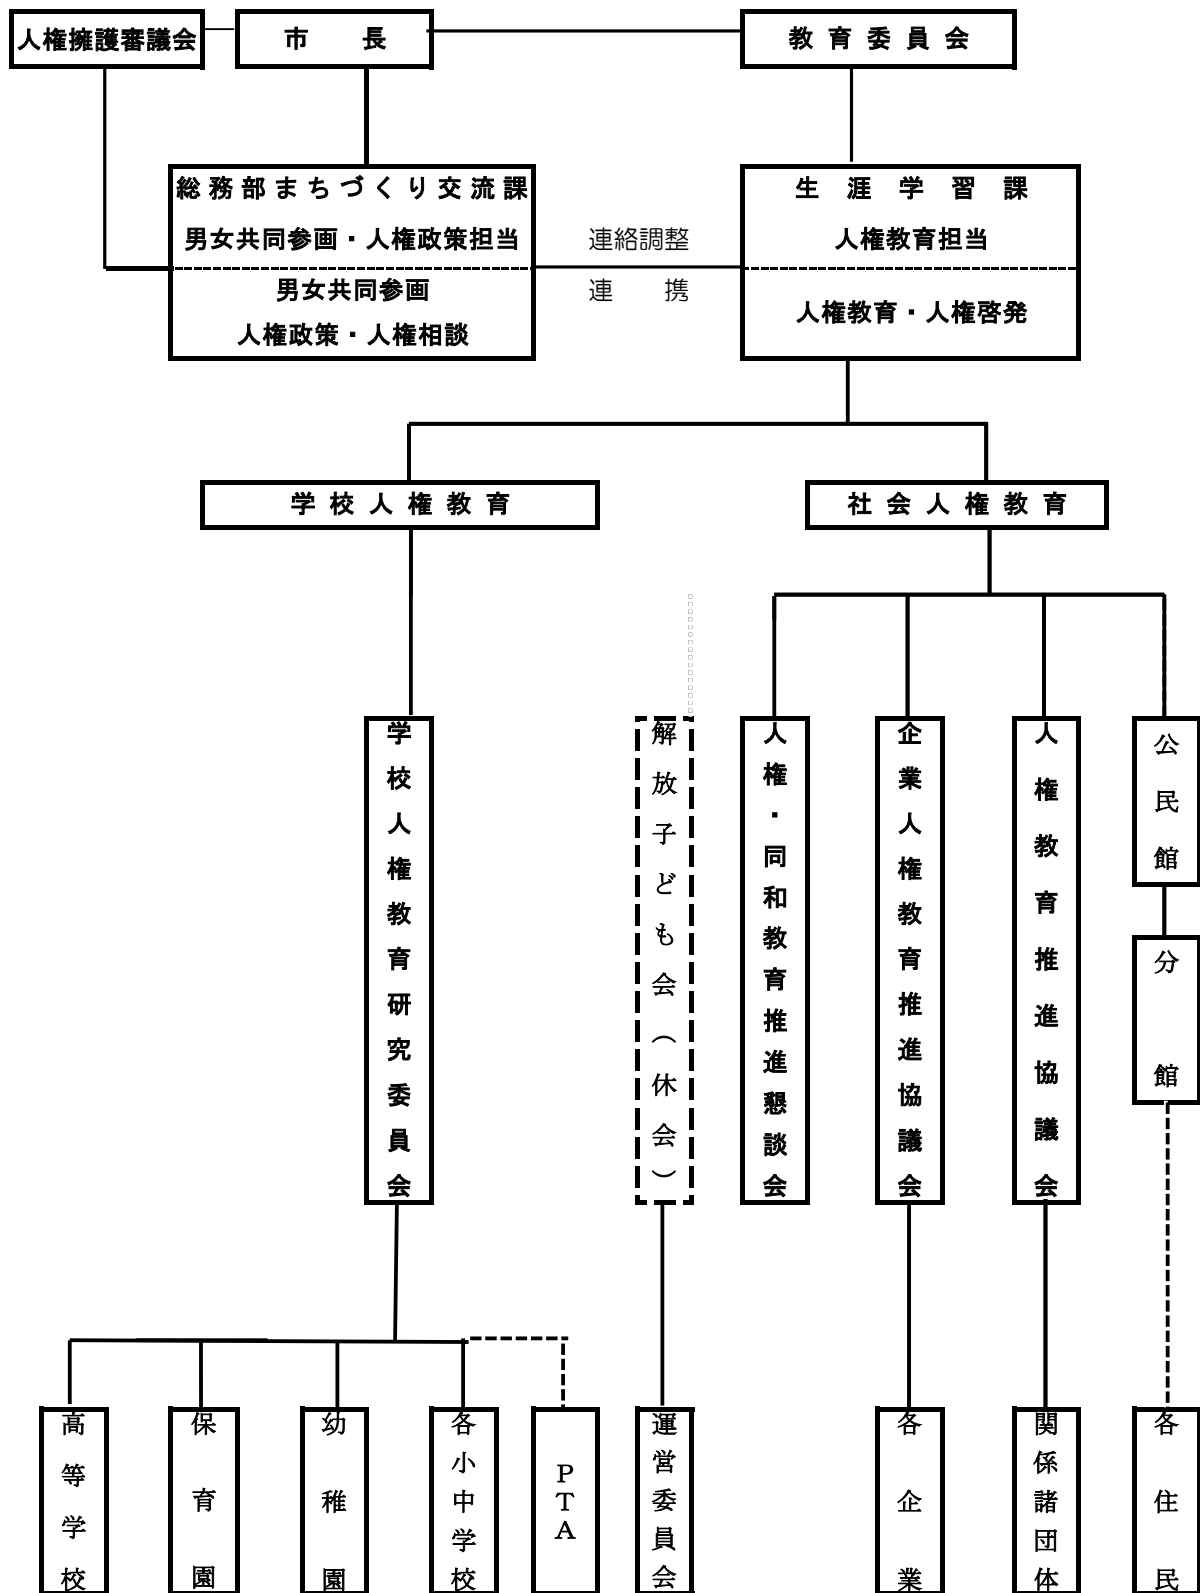 人権擁護審議会
市　長
教育委員会
総務部まちづくり交流課
男女共同参画・人権政策担当
男女共同参画
人権政策・人権相談
連絡調整
連　携
生涯学習課
人権教育担当
人権教育・人権啓発
学校人権教育
社会人権教育
学校人権教育研究委員会
解放子ども会（休会）
人権・同和教育推進懇談会
企業人権教育推進協議会
人権教育推進協議会
公民館
分館
高等学校
保育園
幼稚園
各小中学校
PTA
運営委員会
各企業
関係諸団体
各住民